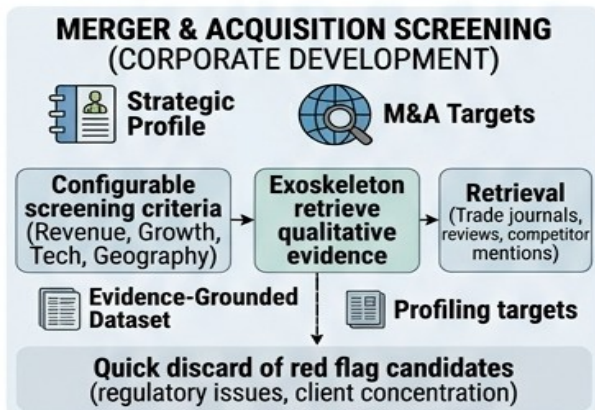 MERGER & ACQUISITION SCREENING
(CORPORATE DEVELOPMENT)
Strategic
Profile
M&A Targets
Configurable
screening criteria
(Revenue, Growth,
Tech, Geography)
Exoskeleton
retrieve
qualitative
evidence
Retrieval
(Trade journals,
reviews, competitor
mentions)
Evidence-Grounded
Dataset
Profiling targets
Quick discard of red flag candidates
(regulatory issues, client concentration)